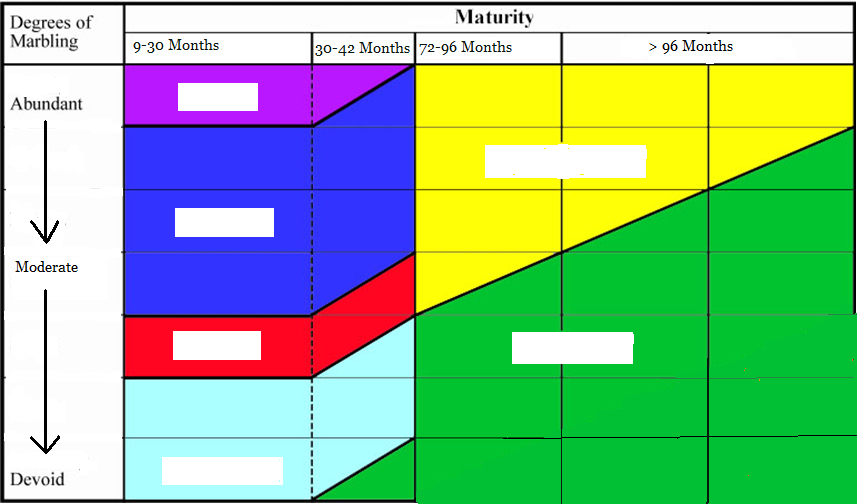 Degrees of
Marbling
Maturity
9-30 Months
30-42 Months
72-96 Months
> 96 Months
Abundant
Moderate
Devoid